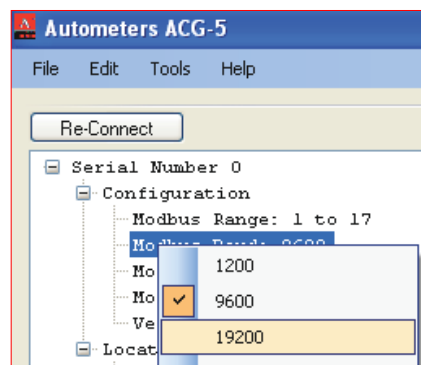 Autometers ACG-5
File Edit Tools Help
Re-Connect
Serial Number 0
Configuration
Modbus Range: 1 to 17
1200
9600
19200